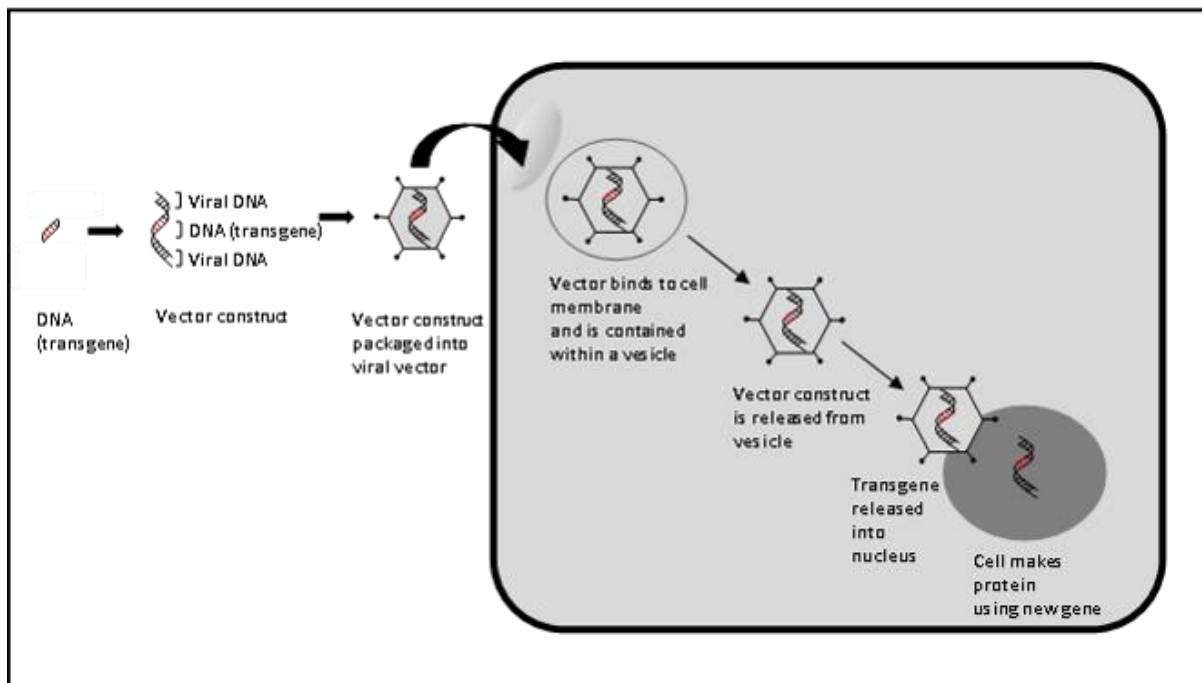 Viral DNA
DNA (transgene)
Viral DNA
DNA
(transgene)
Vector construct
Vector construct
packaged into
viral vector
Vector binds to cell
membrane
and is contained
within a vesicle
Vector construct
is released from
vesicle
Transgene
released
into
nucleus
Cell makes
protein
using new gene